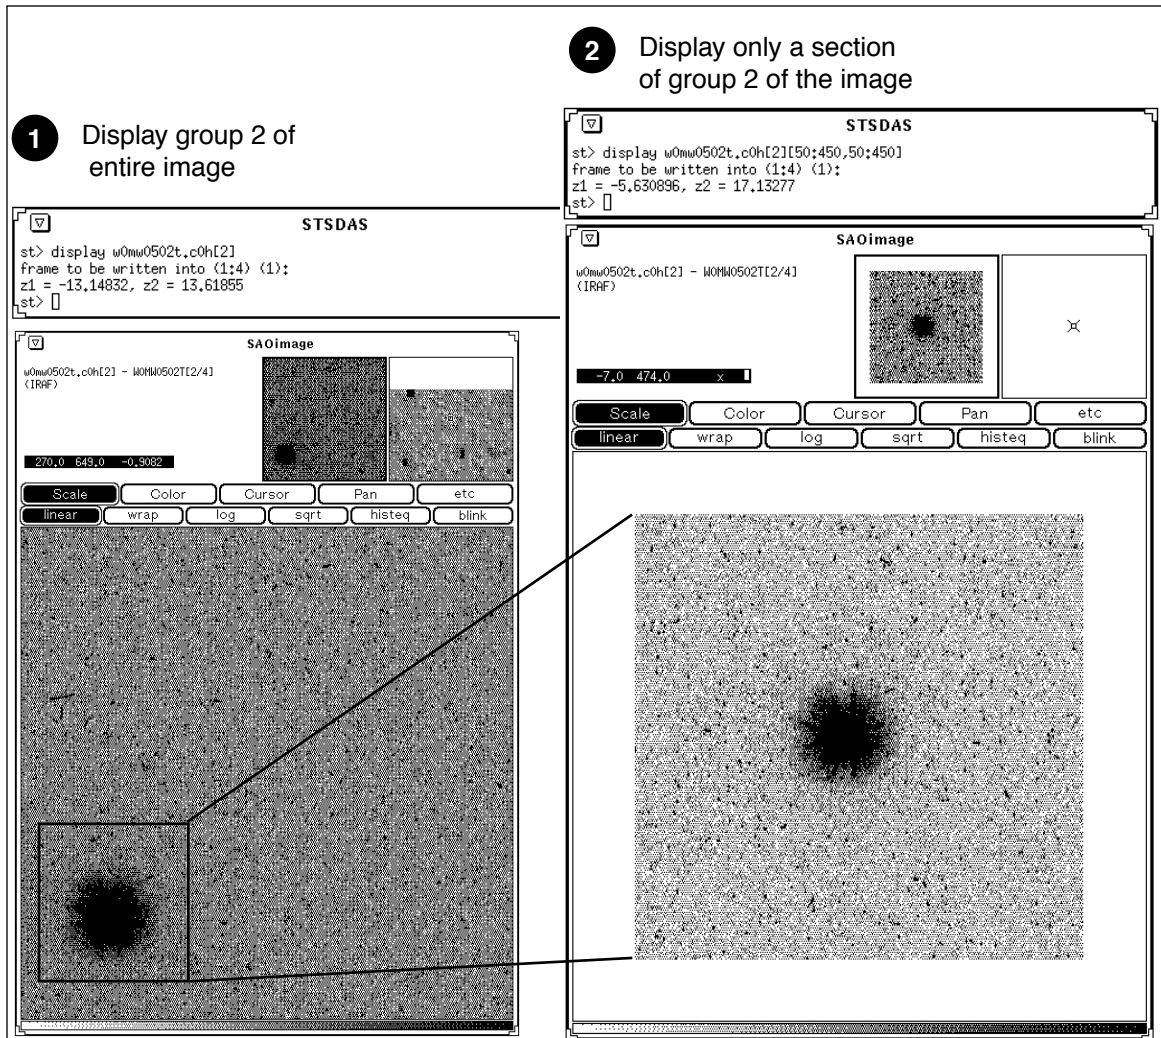 1
Display group 2 of
entire image
STSDAS
st> display w0mw0502t.c0h[2]
frame to be written into (1:4) (1):
z1 = -13.14832, z2 = 13.61855
st>
SAOimage
w0mw0502t.c0h[2] - W0MW0502T[2/4]
(IRAF)
270.0 649.0 -0.9082
Scale Color Cursor Pan etc
linear wrap log sqrt histeq blink
2
Display only a section
of group 2 of the image
STSDAS
st> display w0mw0502t.c0h[2][50:450,50:450]
frame to be written into (1:4) (1):
z1 = -5.630896, z2 = 17.13277
st>
SAOimage
w0mw0502t.c0h[2] - W0MW0502T[2/4]
(IRAF)
-7.0 474.0 x
Scale Color Cursor Pan etc
linear wrap log sqrt histeq blink